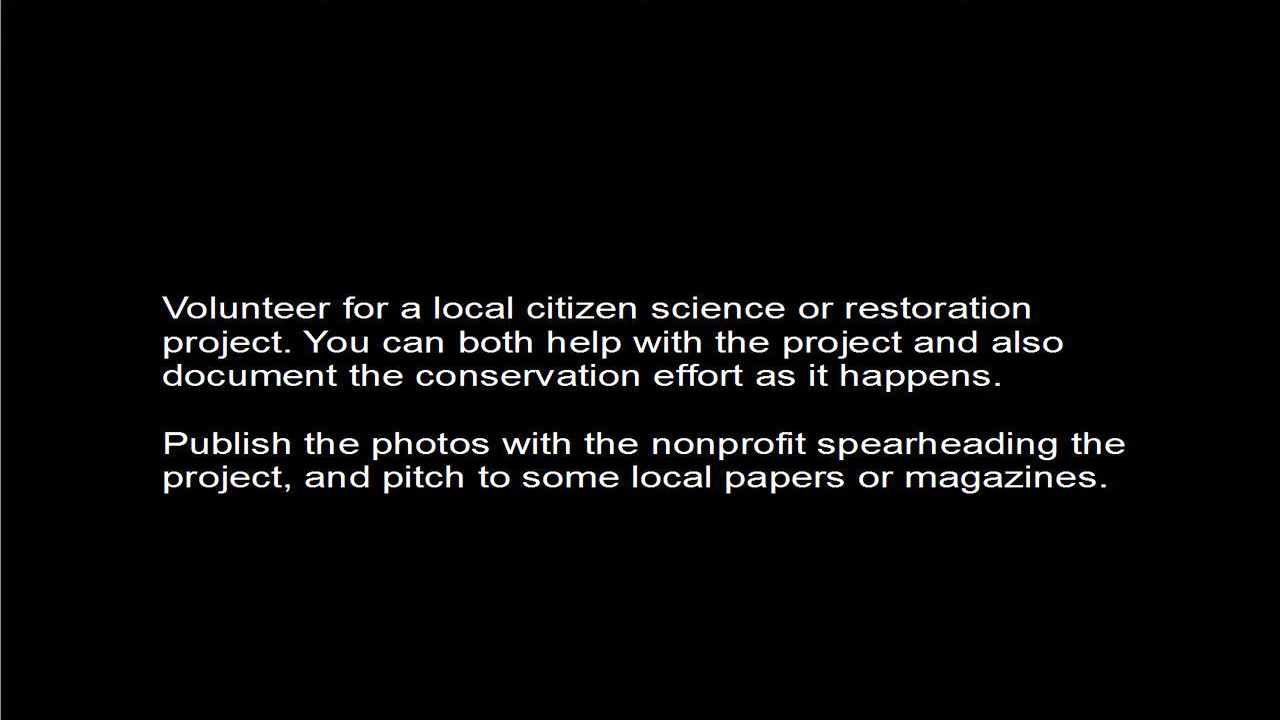 Volunteer for a local citizen science or restoration
project. You can both help with the project and also
document the conservation effort as it happens.
Publish the photos with the nonprofit spearheading the
project, and pitch to some local papers or magazines.